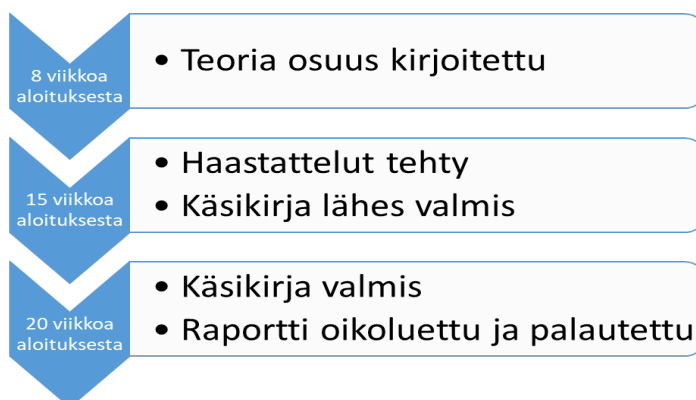 8 viikkoa
aloituksesta
• Teoria osuus kirjoitettu
15 viikkoa
aloituksesta
• Haastattelut tehty
• Käsikirja lähes valmis
20 viikkoa
aloituksesta
• Käsikirja valmis
• Raportti oikoluettu ja palautettu